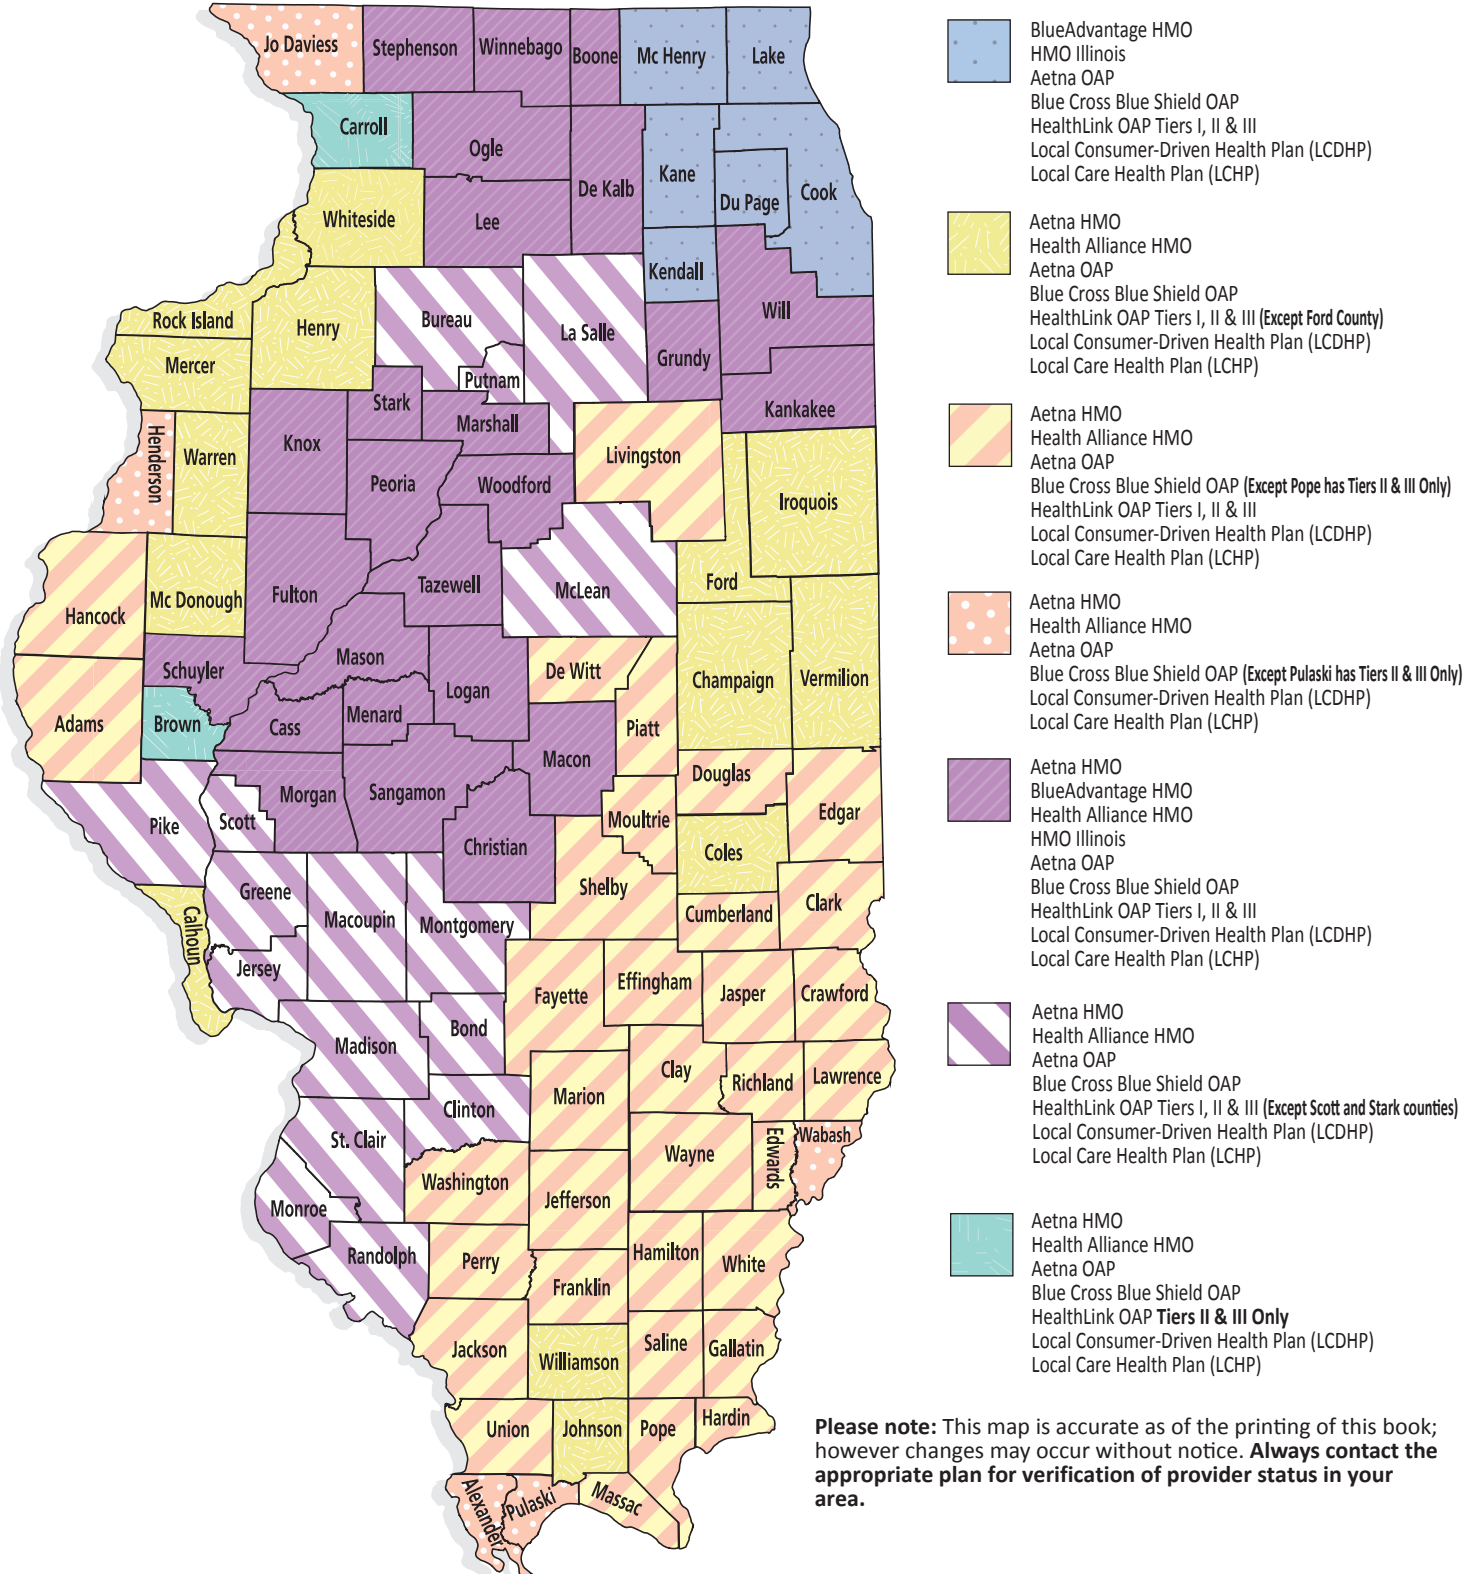 Jo Daviess
Stephenson
Winnebago
Boone
Mc Henry
Lake
Carroll
Ogle
De Kalb
Kane
Du Page
Cook
Whiteside
Lee
Kendall
Rock Island
Henry
Bureau
La Salle
Will
Mercer
Putnam
Grundy
Stark
Marshall
Kankakee
Henderson
Warren
Knox
Peoria
Woodford
Livingston
Iroquois
Hancock
Mc Donough
Fulton
Tazewell
McLean
Ford
Schuyler
Mason
Logan
De Witt
Champaign
Vermilion
Adams
Brown
Cass
Menard
Piatt
Macon
Pike
Scott
Morgan
Sangamon
Christian
Moultrie
Douglas
Edgar
Coles
Calhoun
Greene
Macoupin
Montgomery
Shelby
Cumberland
Clark
Jersey
Fayette
Effingham
Jasper
Crawford
Madison
Bond
Clinton
Marion
Clay
Richland
Lawrence
St. Clair
Washington
Jefferson
Wayne
Edwards
Wabash
Monroe
Randolph
Perry
Franklin
Hamilton
White
Jackson
Williamson
Saline
Gallatin
Union
Johnson
Pope
Hardin
Alexander
Pulaski
Massac
BlueAdvantage HMO
HMO Illinois
Aetna OAP
Blue Cross Blue Shield OAP
HealthLink OAP Tiers I, II & III
Local Consumer-Driven Health Plan (LCDHP)
Local Care Health Plan (LCHP)
Aetna HMO
Health Alliance HMO
Aetna OAP
Blue Cross Blue Shield OAP
HealthLink OAP Tiers I, II & III (Except Ford County)
Local Consumer-Driven Health Plan (LCDHP)
Local Care Health Plan (LCHP)
Aetna HMO
Health Alliance HMO
Aetna OAP
Blue Cross Blue Shield OAP (Except Pope has Tiers II & III Only)
HealthLink OAP Tiers I, II & III
Local Consumer-Driven Health Plan (LCDHP)
Local Care Health Plan (LCHP)
Aetna HMO
Health Alliance HMO
Aetna OAP
Blue Cross Blue Shield OAP (Except Pulaski has Tiers II & III Only)
Local Consumer-Driven Health Plan (LCDHP)
Local Care Health Plan (LCHP)
Aetna HMO
BlueAdvantage HMO
Health Alliance HMO
HMO Illinois
Aetna OAP
Blue Cross Blue Shield OAP
HealthLink OAP Tiers I, II & III
Local Consumer-Driven Health Plan (LCDHP)
Local Care Health Plan (LCHP)
Aetna HMO
Health Alliance HMO
Aetna OAP
Blue Cross Blue Shield OAP
HealthLink OAP Tiers I, II & III (Except Scott and Stark counties)
Local Consumer-Driven Health Plan (LCDHP)
Local Care Health Plan (LCHP)
Aetna HMO
Health Alliance HMO
Aetna OAP
Blue Cross Blue Shield OAP
HealthLink OAP Tiers II & III Only
Local Consumer-Driven Health Plan (LCDHP)
Local Care Health Plan (LCHP)
Please note: This map is accurate as of the printing of this book;
however changes may occur without notice. Always contact the
appropriate plan for verification of provider status in your
area.